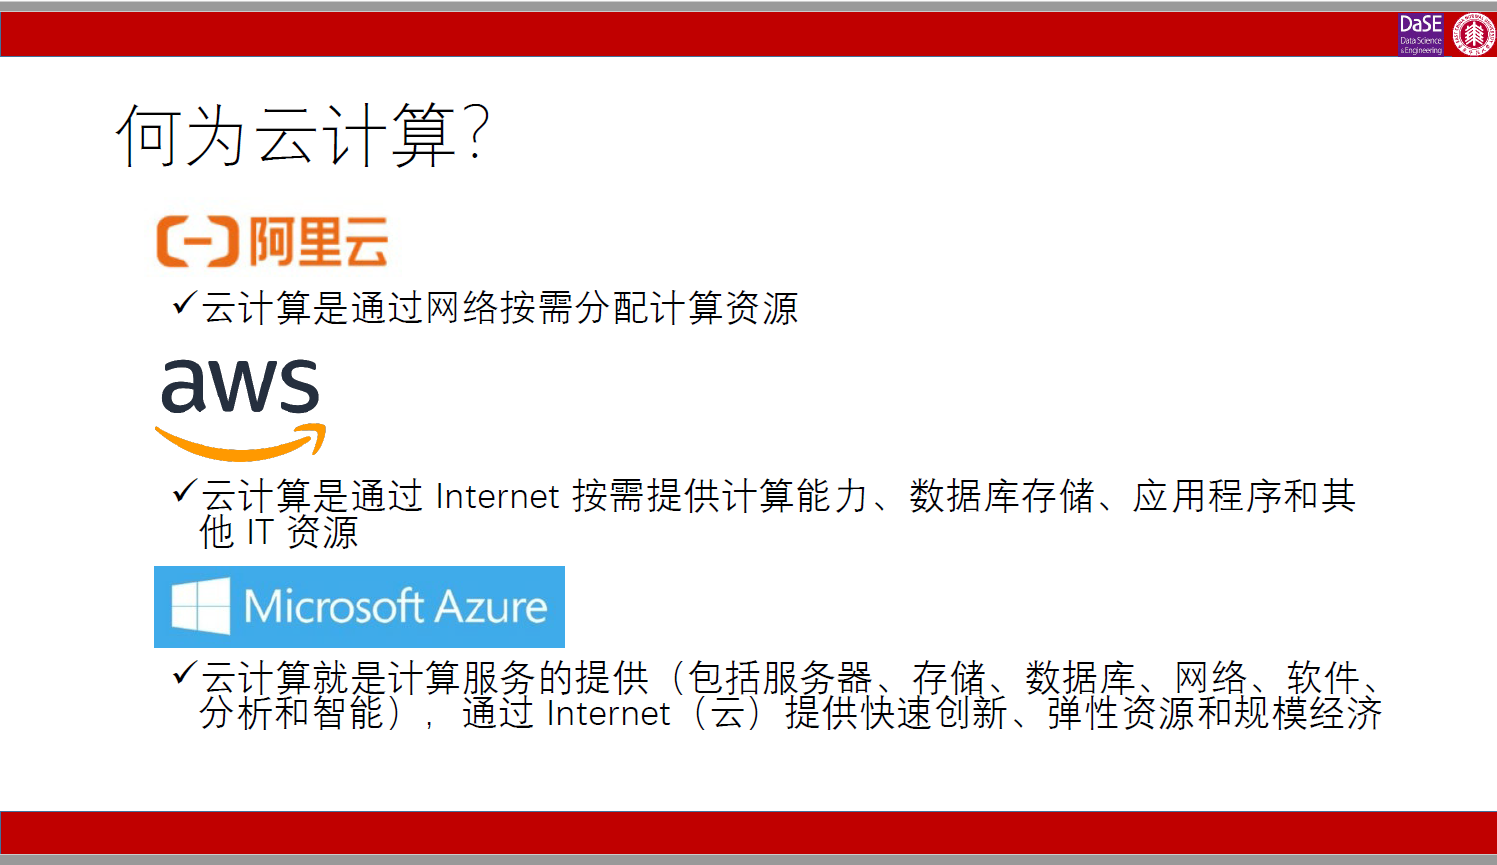 DaSE
Data Science
& Engineering
何为云计算?
阿里云
✓云计算是通过网络按需分配计算资源
aws
✓云计算是通过 Internet 按需提供计算能力、数据库存储、应用程序和其
他 IT 资源
Microsoft Azure
✓云计算就是计算服务的提供（包括服务器、存储、数据库、网络、软件、
分析和智能），通过 Internet（云）提供快速创新、弹性资源和规模经济